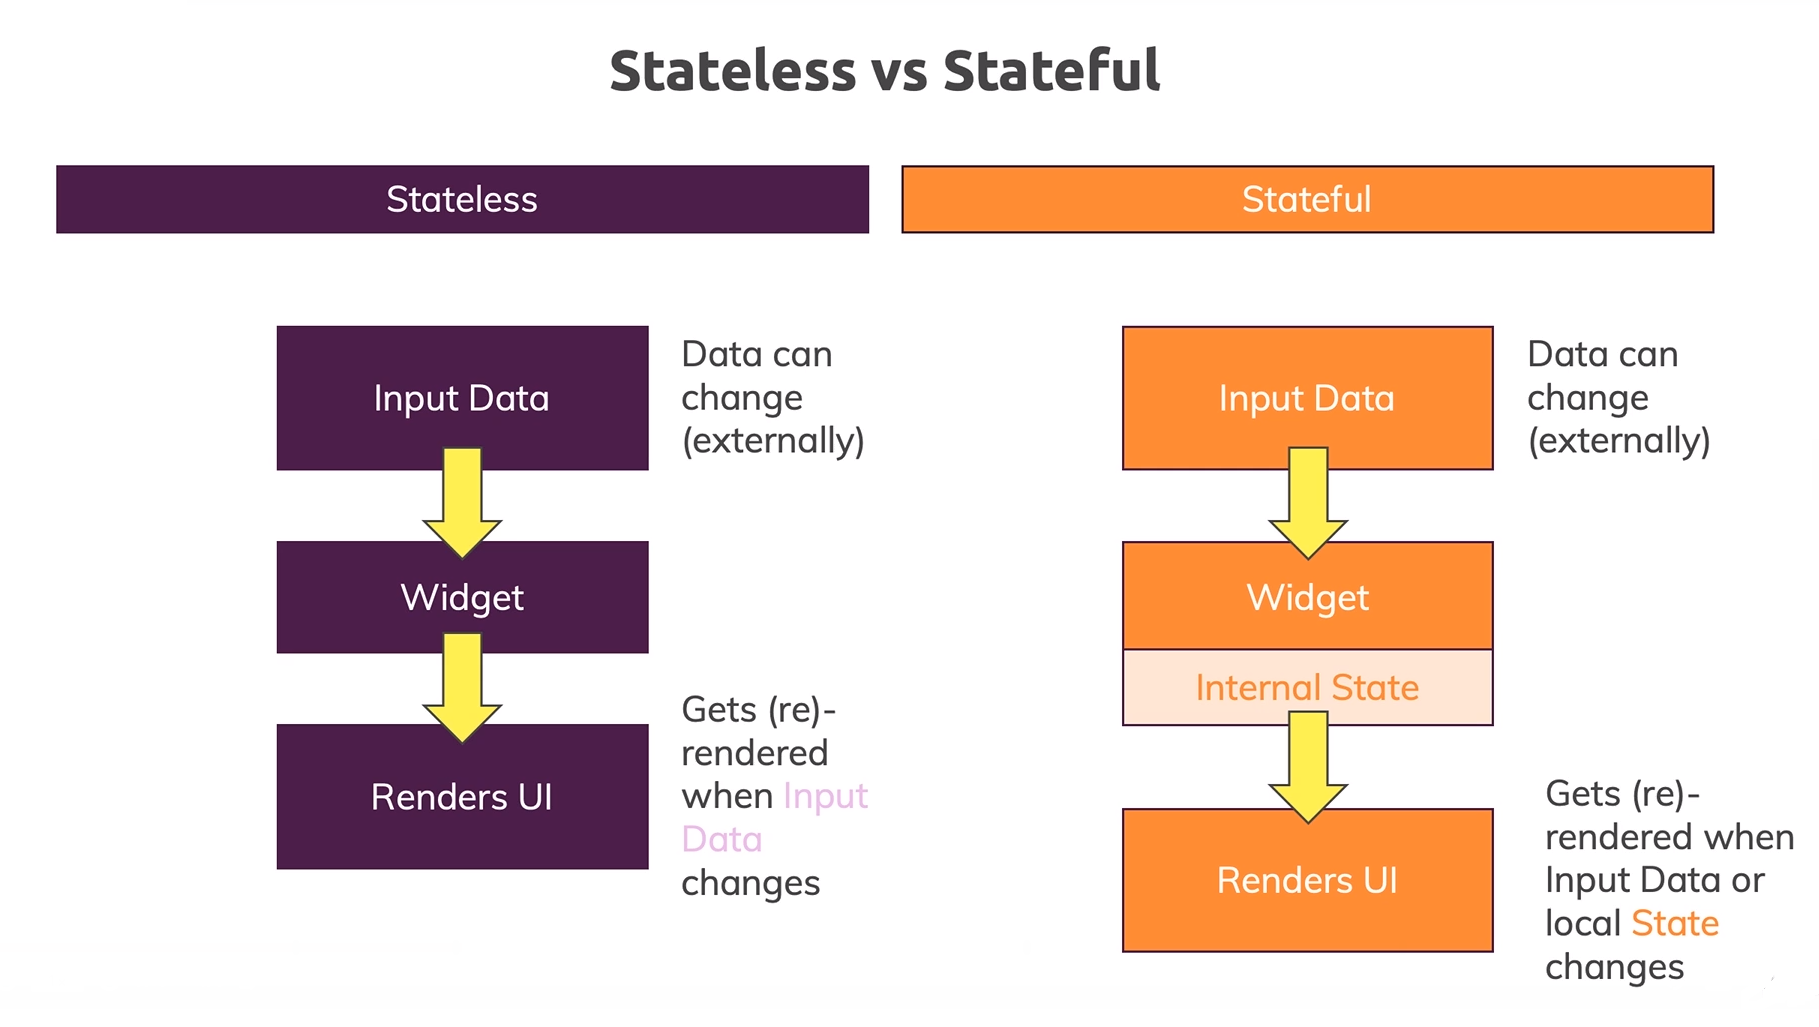 Stateless vs Stateful
Stateless
Stateful
Input Data
Data can
change
(externally)
Widget
Renders UI
Gets (re)-
rendered
when Input
Data
changes
Input Data
Data can
change
(externally)
Widget
Internal State
Renders UI
Gets (re)-
rendered when
Input Data or
local State
changes